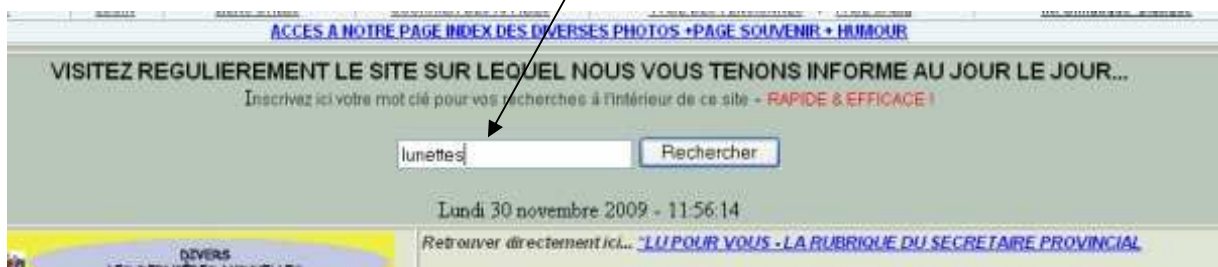 ACCES A NOTRE PAGE INDEX DES DIVERSES PHOTOS +PAGE SOUVENIR + HUMOUR
VISITEZ REGULIEREMENT LE SITE SUR LEQUEL NOUS VOUS TENONS INFORME AU JOUR LE JOUR...
Inscrivez ici votre mot clé pour vos recherches à l'intérieur de ce site - RAPIDE & EFFICACE !
lunettes
Rechercher
Lundi 30 novembre 2009 - 11:56:14
Retrouver directement ici... "LU POUR VOUS - LA RUBRIQUE DU SECRETAIRE PROVINCIAL
DIVERS